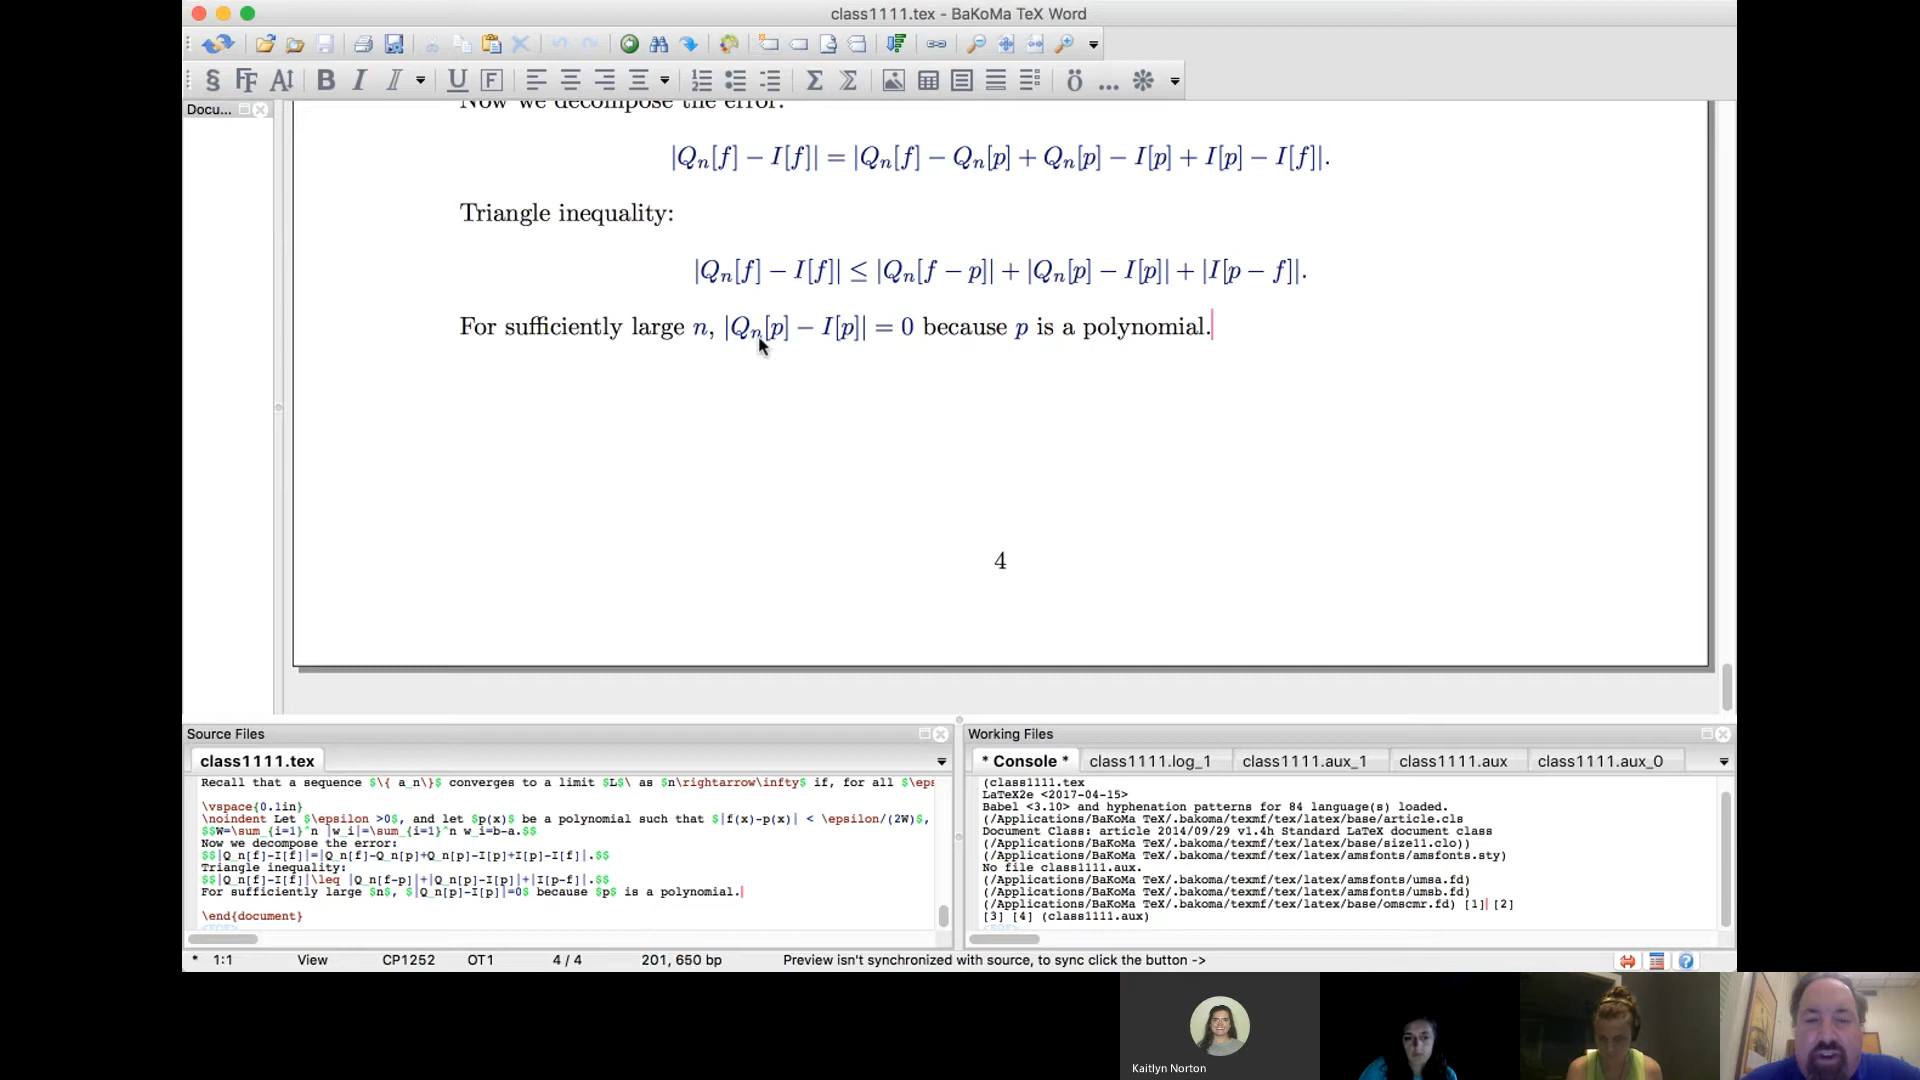 class1111.tex - BaKoMa TeX Word
Docu...
Now we decompose the error:
|Qₙ[f] − I[f]| = |Qₙ[f] − Qₙ[p] + Qₙ[p] − I[p] + I[p] − I[f]|.
Triangle inequality:
|Qₙ[f] − I[f]| ≤ |Qₙ[f − p]| + |Qₙ[p] − I[p]| + |I[p − f]|.
For sufficiently large n, |Qₙ[p] − I[p]| = 0 because p is a polynomial.
4
Source Files
class1111.tex
Recall that a sequence $\{ a_n\}$ converges to a limit $L$\ as $n\rightarrow\infty$ if, for all $\eps
\vspace{0.1in}
\noindent Let $\epsilon >0$, and let $p(x)$ be a polynomial such that $|f(x)-p(x)| < \epsilon/(2W)$,
$$W=\sum_{i=1}^n |w_i|=\sum_{i=1}^n w_i=b-a.$$
Now we decompose the error:
$$|Q_n[f]-I[f]|=|Q_n[f]-Q_n[p]+Q_n[p]-I[p]+I[p]-I[f]|.$$
Triangle inequality:
$$|Q_n[f]-I[f]|\leq |Q_n[f-p]|+|Q_n[p]-I[p]|+|I[p-f]|.$$
For sufficiently large $n$, $|Q_n[p]-I[p]|=0$ because $p$ is a polynomial.
\end{document}
Working Files
* Console * class1111.log_1 class1111.aux_1 class1111.aux class1111.aux_0
(class1111.tex
LaTeX2e <2017-04-15>
Babel <3.10> and hyphenation patterns for 84 language(s) loaded.
(/Applications/BaKoMa TeX/.bakoma/texmf/tex/latex/base/article.cls
Document Class: article 2014/09/29 v1.4h Standard LaTeX document class
(/Applications/BaKoMa TeX/.bakoma/texmf/tex/latex/base/size11.clo))
(/Applications/BaKoMa TeX/.bakoma/texmf/tex/latex/amsfonts/amsfonts.sty)
No file class1111.aux.
(/Applications/BaKoMa TeX/.bakoma/texmf/tex/latex/amsfonts/umsa.fd)
(/Applications/BaKoMa TeX/.bakoma/texmf/tex/latex/amsfonts/umsb.fd)
(/Applications/BaKoMa TeX/.bakoma/texmf/tex/latex/base/omscmr.fd) [1] [2]
[3] [4] (class1111.aux)
* 1:1 View CP1252 OT1 4 / 4 201, 650 bp Preview isn't synchronized with source, to sync click the button ->
Kaitlyn Norton